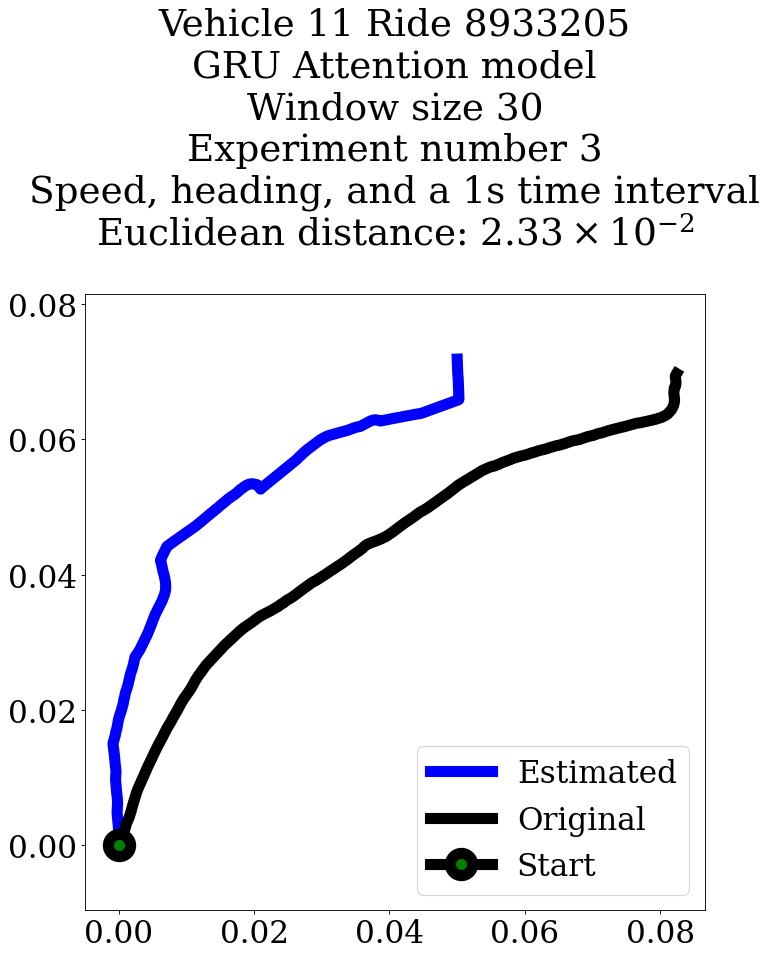 Vehicle 11 Ride 8933205
GRU Attention model
Window size 30
Experiment number 3
Speed, heading, and a 1s time interval
Euclidean distance: 2.33 × 10⁻²
0.08
0.06
0.04
0.02
0.00
Estimated
Original
Start
0.00 0.02 0.04 0.06 0.08